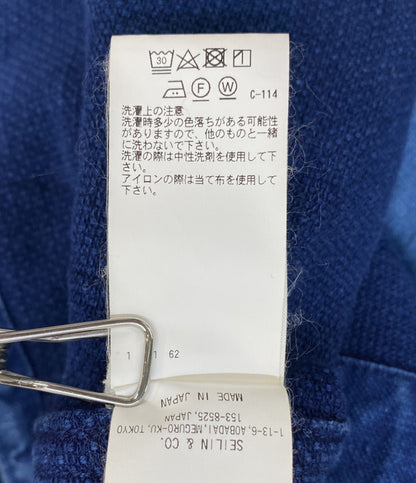 30
F W
C-114
洗濯上の注意
洗濯時多少の色落ちがある可能性
がありますので、他のものと一緒
に洗わないで下さい。
洗濯の際は中性洗剤を使用して下
さい。
アイロンの際は当て布を使用して
下さい。
1 1 62
SEILIN & CO.
1-13-6, AOBADAI, MEGURO-KU, TOKYO
153-8525, JAPAN
MADE IN JAPAN